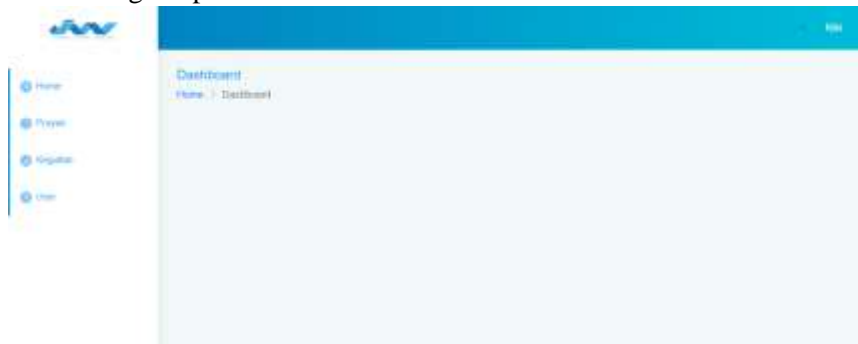 Dashboard
Home > Dashboard
Home
Proyek
Kegiatan
User